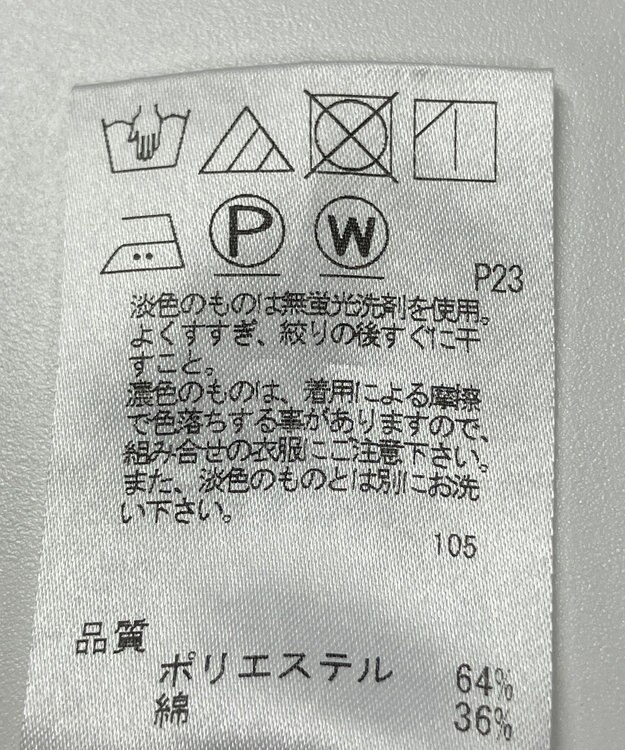 P W
P23
淡色のものは無蛍光洗剤を使用。
よくすすぎ、絞りの後すぐに干
すこと。
濃色のものは、着用による摩擦
で色落ちする事がありますので、
組み合せの衣服にご注意下さい。
また、淡色のものとは別にお洗
い下さい。
105
品質
ポリエステル 64%
綿 36%